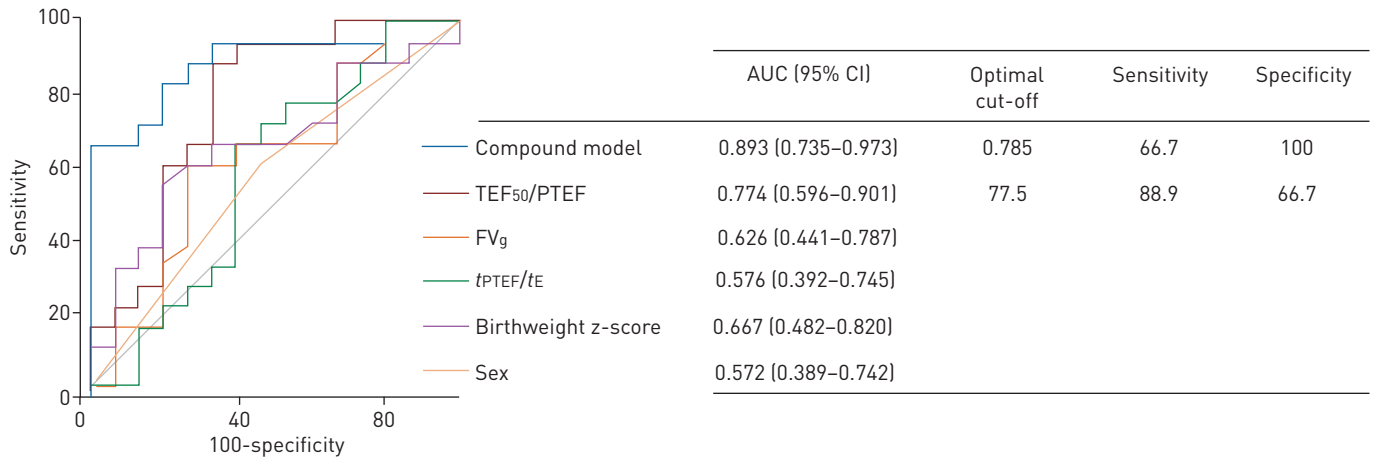 100
80
60
40
20
0
Sensitivity
0 40 80
100-specificity
AUC (95% CI) Optimal cut-off Sensitivity Specificity
Compound model 0.893 (0.735–0.973) 0.785 66.7 100
TEF50/PTEF 0.774 (0.596–0.901) 77.5 88.9 66.7
FVg 0.626 (0.441–0.787)
tPTEF/tE 0.576 (0.392–0.745)
Birthweight z-score 0.667 (0.482–0.820)
Sex 0.572 (0.389–0.742)